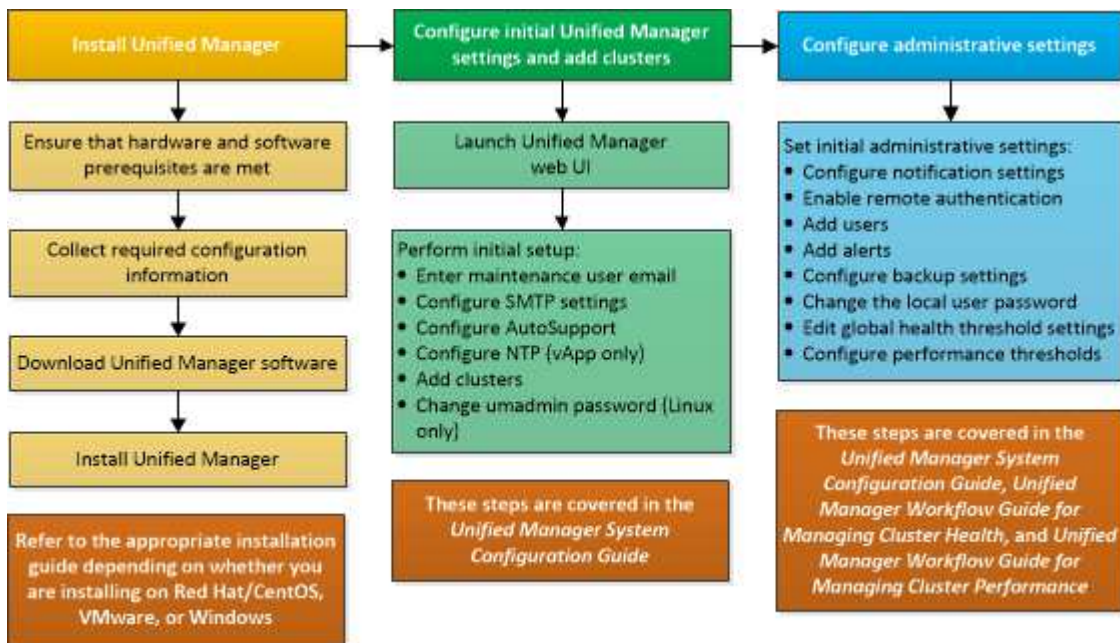 Install Unified Manager
Ensure that hardware and software
prerequisites are met
Collect required configuration
information
Download Unified Manager software
Install Unified Manager
Refer to the appropriate installation
guide depending on whether you
are installing on Red Hat/CentOS,
VMware, or Windows
Configure initial Unified Manager
settings and add clusters
Launch Unified Manager
web UI
Perform initial setup:
• Enter maintenance user email
• Configure SMTP settings
• Configure AutoSupport
• Configure NTP (vApp only)
• Add clusters
• Change umadmin password (Linux
only)
These steps are covered in the
Unified Manager System
Configuration Guide
Configure administrative settings
Set initial administrative settings:
• Configure notification settings
• Enable remote authentication
• Add users
• Add alerts
• Configure backup settings
• Change the local user password
• Edit global health threshold settings
• Configure performance thresholds
These steps are covered in the
Unified Manager System
Configuration Guide, Unified
Manager Workflow Guide for
Managing Cluster Health, and Unified
Manager Workflow Guide for
Managing Cluster Performance